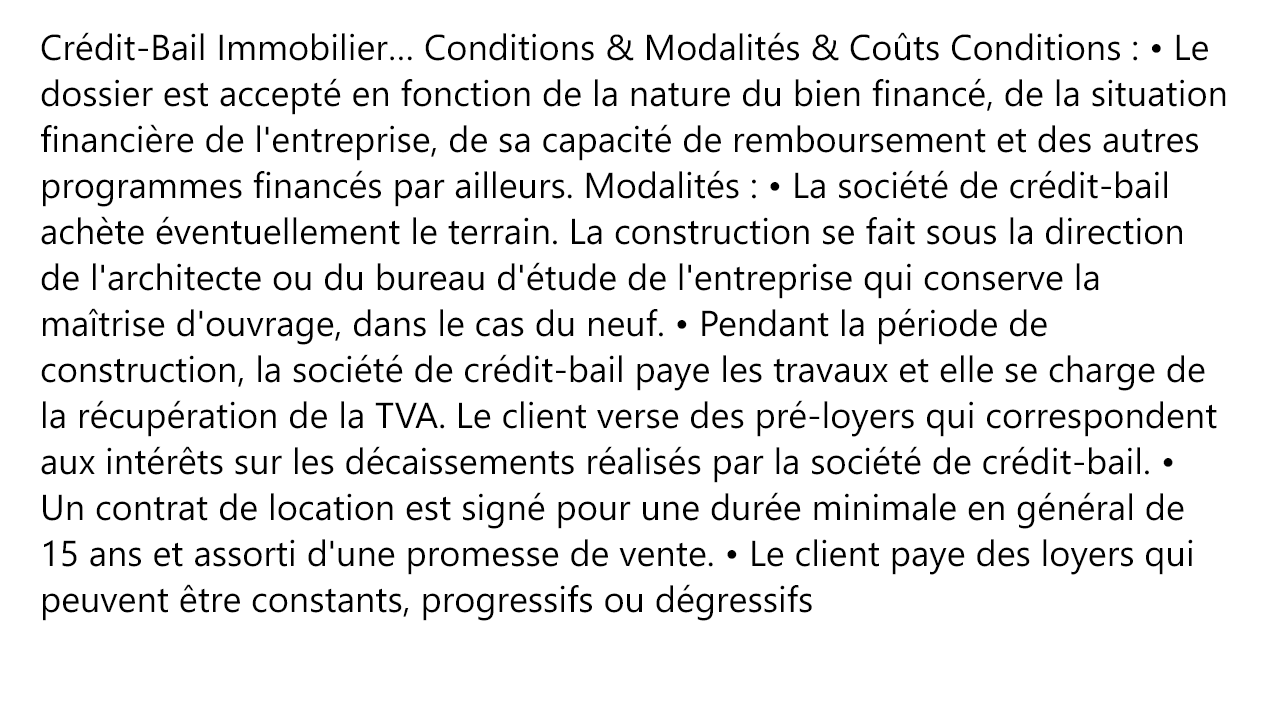 Crédit-Bail Immobilier... Conditions & Modalités & Coûts Conditions : • Le
dossier est accepté en fonction de la nature du bien financé, de la situation
financière de l'entreprise, de sa capacité de remboursement et des autres
programmes financés par ailleurs. Modalités : • La société de crédit-bail
achète éventuellement le terrain. La construction se fait sous la direction
de l'architecte ou du bureau d'étude de l'entreprise qui conserve la
maîtrise d'ouvrage, dans le cas du neuf. • Pendant la période de
construction, la société de crédit-bail paye les travaux et elle se charge de
la récupération de la TVA. Le client verse des pré-loyers qui correspondent
aux intérêts sur les décaissements réalisés par la société de crédit-bail. •
Un contrat de location est signé pour une durée minimale en général de
15 ans et assorti d'une promesse de vente. • Le client paye des loyers qui
peuvent être constants, progressifs ou dégressifs